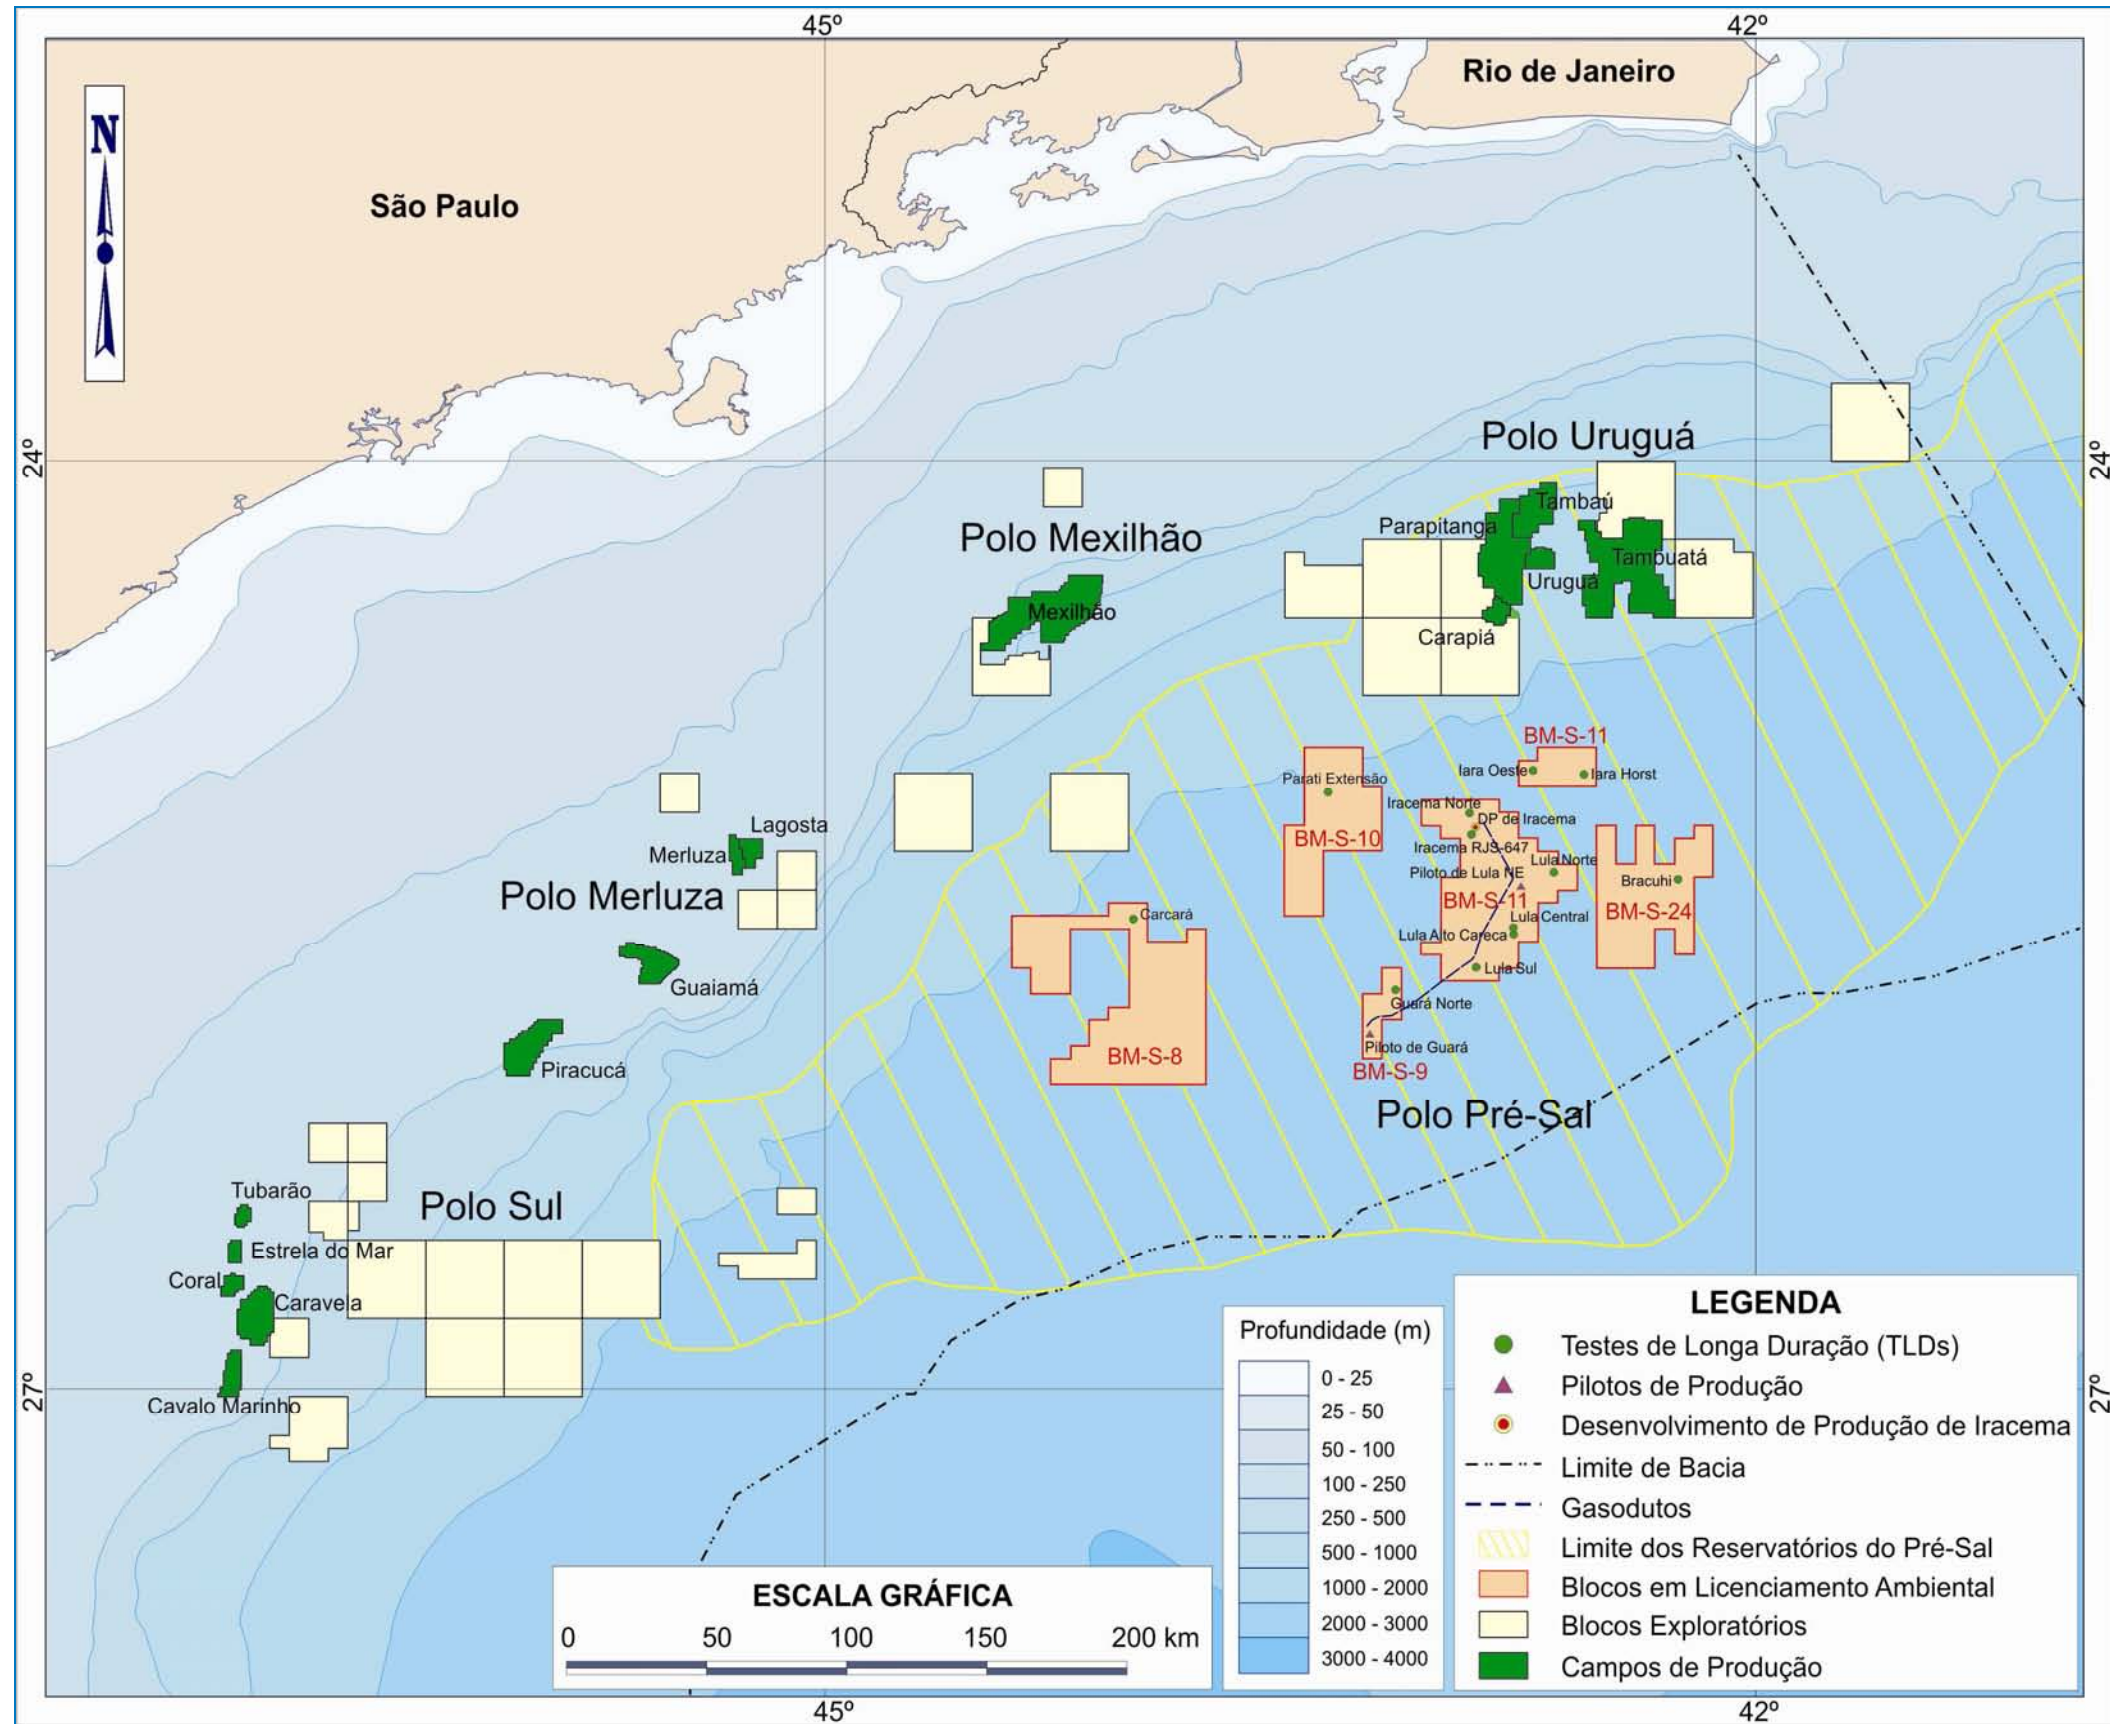 45º
42º
Rio de Janeiro
N
São Paulo
24º
24º
Polo Uruguá
Tambaú
Parapitanga
Polo Mexilhão
Tambuatá
Uruguá
Mexilhão
Carapiá
BM-S-11
Iara Oeste
Iara Horst
Parati Extensão
Iracema Norte
DP de Iracema
Lagosta
BM-S-10
Iracema RJS-647
Merluza
Lula Norte
Piloto de Lula NE
Bracuhi
Polo Merluza
BM-S-11
BM-S-24
Carcará
Lula Central
Lula Alto Careca
Lula Sul
Guaiamá
Guará Norte
Piloto de Guará
BM-S-8
Piracucá
BM-S-9
Polo Pré-Sal
Tubarão
Polo Sul
Estrela do Mar
Coral
Caravela
27º
27º
Cavalo Marinho
Profundidade (m)
0 - 25
25 - 50
50 - 100
100 - 250
250 - 500
500 - 1000
1000 - 2000
2000 - 3000
3000 - 4000
LEGENDA
Testes de Longa Duração (TLDs)
Pilotos de Produção
Desenvolvimento de Produção de Iracema
Limite de Bacia
Gasodutos
Limite dos Reservatórios do Pré-Sal
Blocos em Licenciamento Ambiental
Blocos Exploratórios
Campos de Produção
ESCALA GRÁFICA
0 50 100 150 200 km
45º
42º